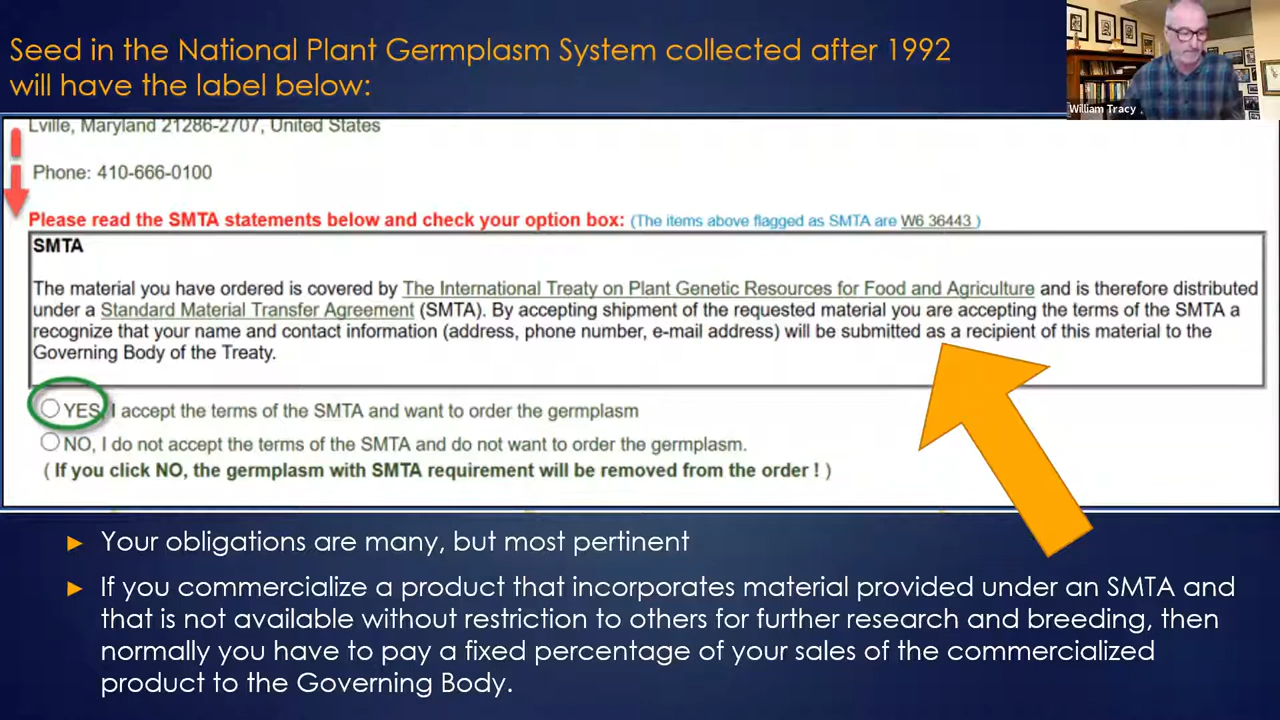 Seed in the National Plant Germplasm System collected after 1992
will have the label below:
William Tracy
Lville, Maryland 21286-2707, United States
Phone: 410-666-0100
Please read the SMTA statements below and check your option box: (The items above flagged as SMTA are W6 36443 )
SMTA
The material you have ordered is covered by The International Treaty on Plant Genetic Resources for Food and Agriculture and is therefore distributed
under a Standard Material Transfer Agreement (SMTA). By accepting shipment of the requested material you are accepting the terms of the SMTA a
recognize that your name and contact information (address, phone number, e-mail address) will be submitted as a recipient of this material to the
Governing Body of the Treaty.
YES, I accept the terms of the SMTA and want to order the germplasm
NO, I do not accept the terms of the SMTA and do not want to order the germplasm.
( If you click NO, the germplasm with SMTA requirement will be removed from the order ! )
Your obligations are many, but most pertinent
If you commercialize a product that incorporates material provided under an SMTA and
that is not available without restriction to others for further research and breeding, then
normally you have to pay a fixed percentage of your sales of the commercialized
product to the Governing Body.